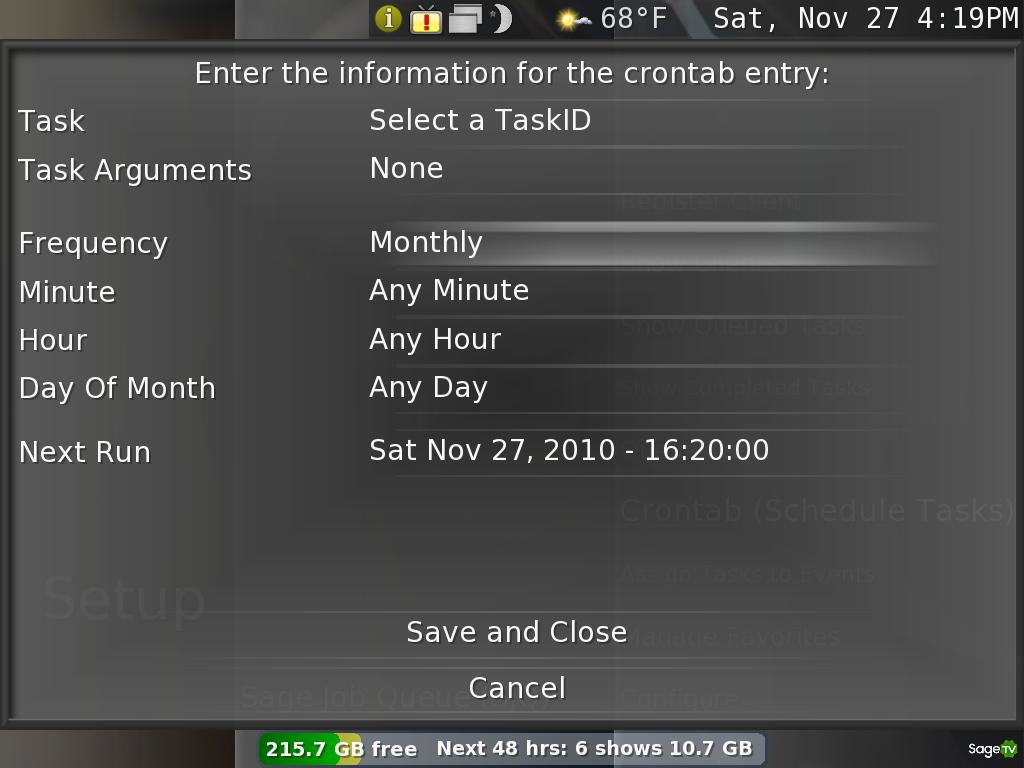 68°F Sat, Nov 27 4:19PM
Enter the information for the crontab entry:
Task Select a TaskID
Task Arguments None
Register Client
Frequency Monthly
Minute Any Minute
Show Queued Tasks
Hour Any Hour
Day Of Month Any Day
Show Completed Tasks
Next Run Sat Nov 27, 2010 - 16:20:00
Crontab (Schedule Tasks)
Assign Tasks to Events
Setup
Save and Close
Manage Favorites
Cancel
Sage Job Queue
Configure
215.7 GB free Next 48 hrs: 6 shows 10.7 GB
SageTV